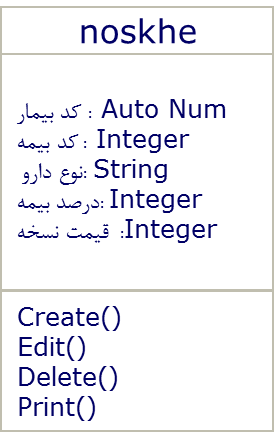 noskhe
کد بیمار : Auto Num
کد بیمه : Integer
نوع دارو :String
درصد بیمه :Integer
قیمت نسخه :Integer
Create()
Edit()
Delete()
Print()